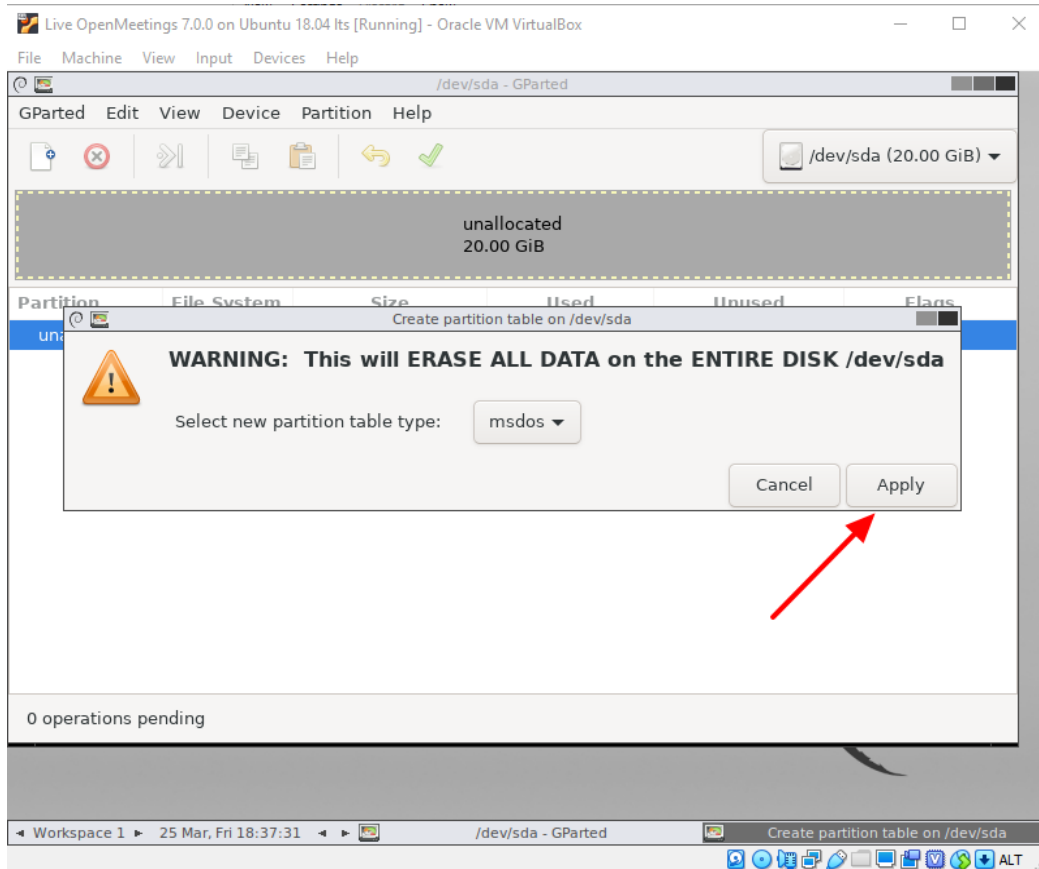 Live OpenMeetings 7.0.0 on Ubuntu 18.04 lts [Running] - Oracle VM VirtualBox
File Machine View Input Devices Help
/dev/sda - GParted
GParted Edit View Device Partition Help
/dev/sda (20.00 GiB)
unallocated
20.00 GiB
Partition File System Size Used Unused Flags
una
Create partition table on /dev/sda
WARNING: This will ERASE ALL DATA on the ENTIRE DISK /dev/sda
Select new partition table type: msdos
Cancel Apply
0 operations pending
Workspace 1 25 Mar, Fri 18:37:31 /dev/sda - GParted Create partition table on /dev/sda
ALT